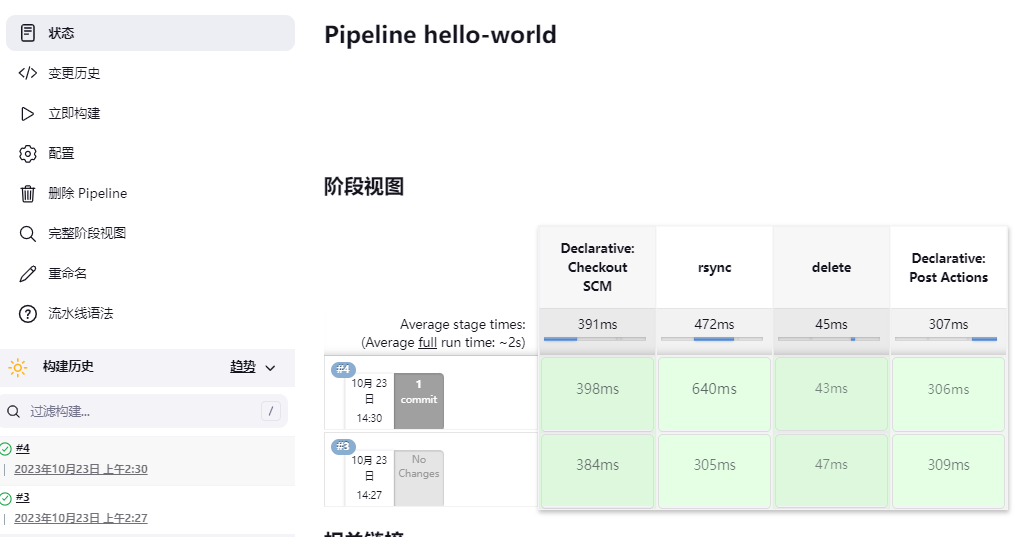 状态
变更历史
立即构建
配置
删除 Pipeline
完整阶段视图
重命名
流水线语法
构建历史
趋势
过滤构建...
/
#4
2023年10月23日 上午2:30
#3
2023年10月23日 上午2:27
Pipeline hello-world
阶段视图
Declarative:
Checkout
SCM
rsync
delete
Declarative:
Post Actions
Average stage times:
(Average full run time: ~2s)
391ms
472ms
45ms
307ms
#4
10月 23
日
14:30
1
commit
398ms
640ms
43ms
306ms
#3
10月 23
日
14:27
No
Changes
384ms
305ms
47ms
309ms
相关链接